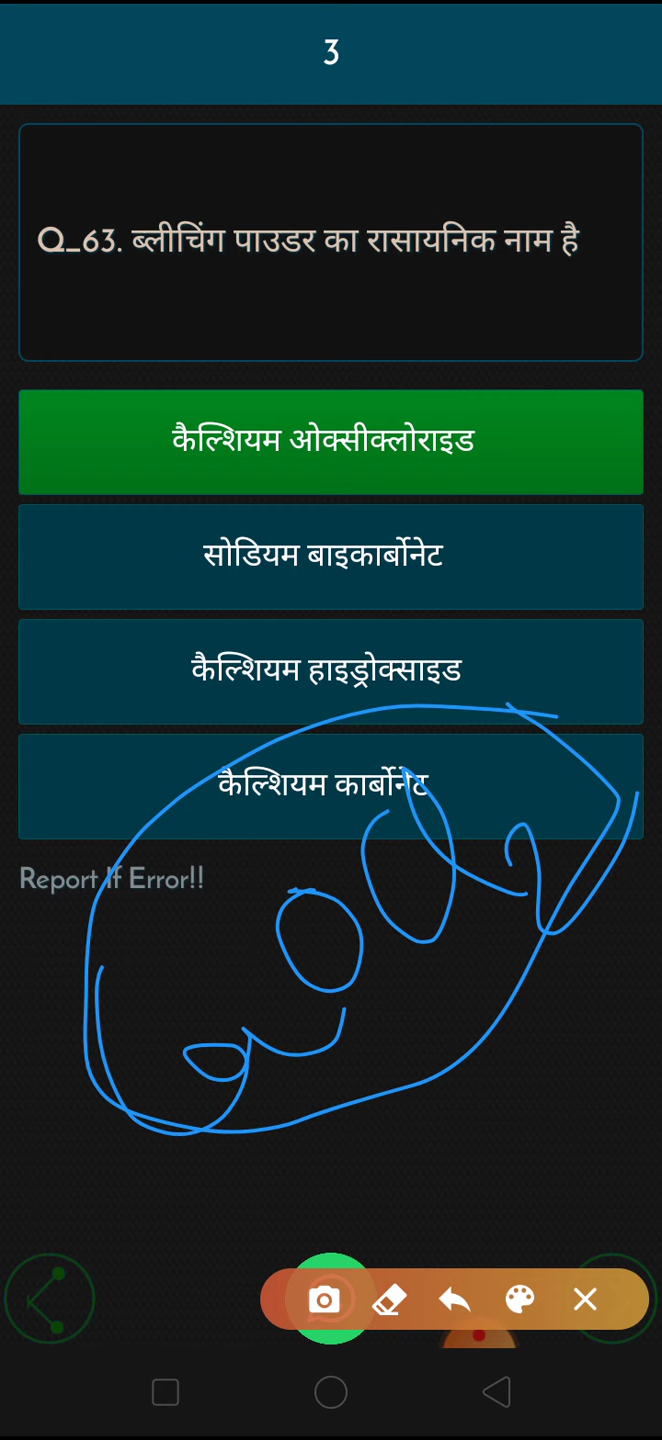 3
Q_63. ब्लीचिंग पाउडर का रासायनिक नाम है
कैल्शियम ओक्सीक्लोराइड
सोडियम बाइकार्बोनेट
कैल्शियम हाइड्रोक्साइड
कैल्शियम कार्बोनेट
Report If Error!!